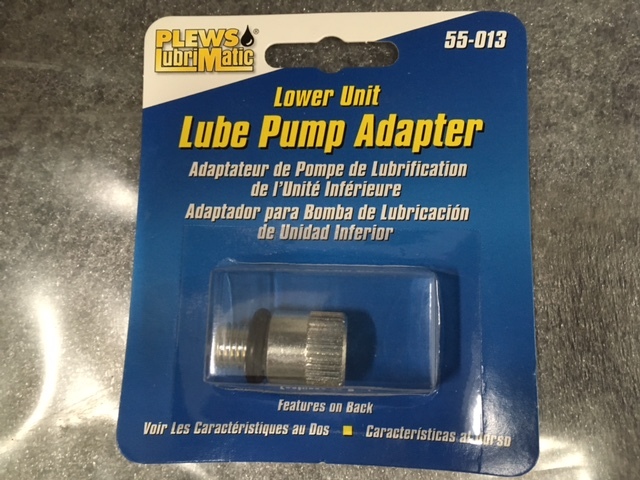 PLEWS
LubriMatic®
55-013
Lower Unit
Lube Pump Adapter
Adaptateur de Pompe de Lubrification
de l'Unité Inférieure
Adaptador para Bomba de Lubricación
de Unidad Inferior
Features on Back
Voir Les Caractéristiques au Dos ■ Características al